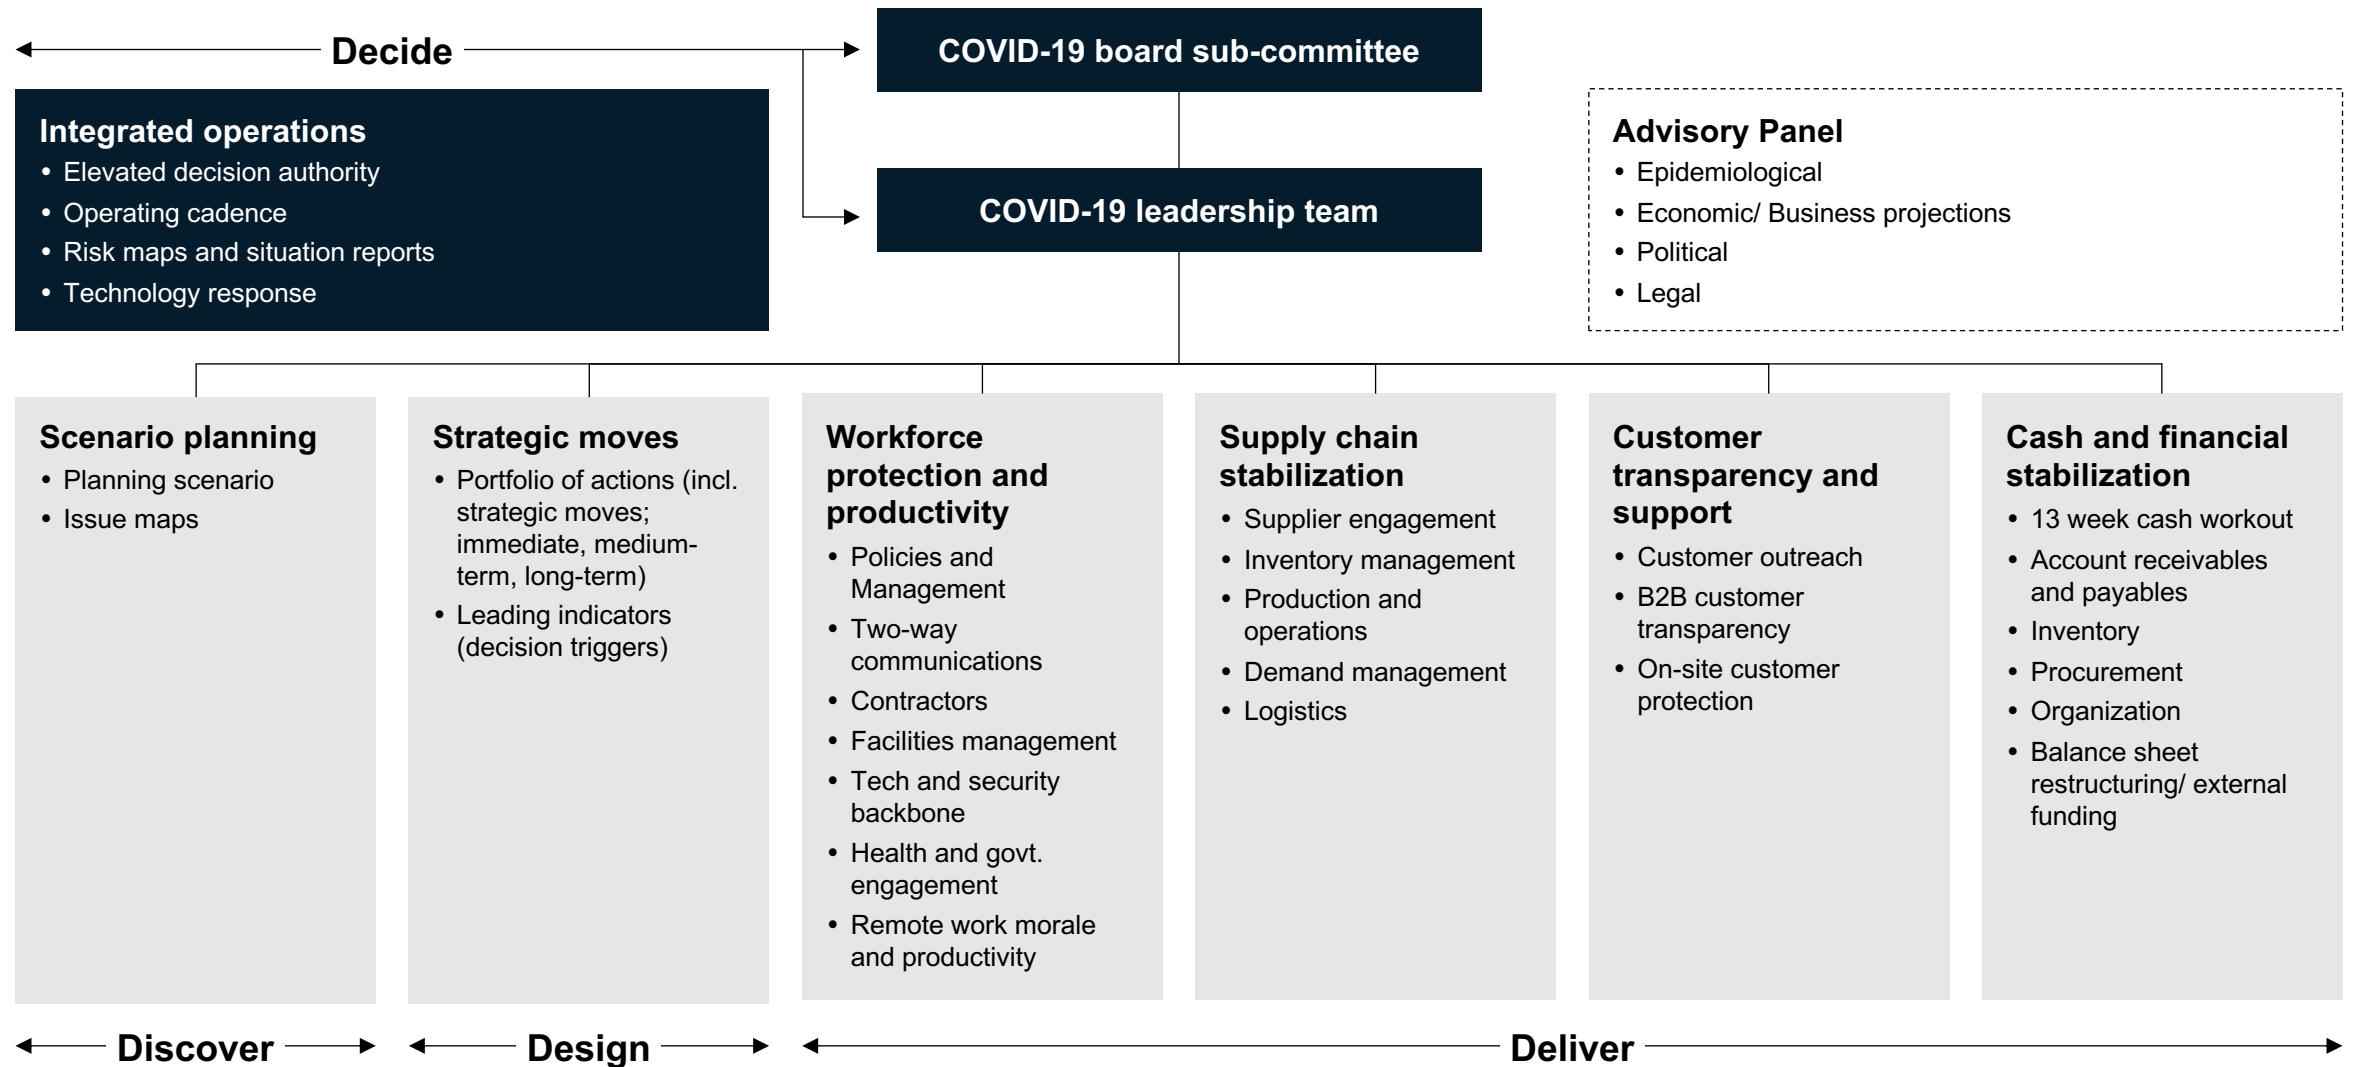 Decide
COVID-19 board sub-committee
Integrated operations
• Elevated decision authority
• Operating cadence
• Risk maps and situation reports
• Technology response
COVID-19 leadership team
Advisory Panel
• Epidemiological
• Economic/ Business projections
• Political
• Legal
Scenario planning
• Planning scenario
• Issue maps
Strategic moves
• Portfolio of actions (incl.
strategic moves;
immediate, medium-
term, long-term)
• Leading indicators
(decision triggers)
Workforce
protection and
productivity
• Policies and
Management
• Two-way
communications
• Contractors
• Facilities management
• Tech and security
backbone
• Health and govt.
engagement
• Remote work morale
and productivity
Supply chain
stabilization
• Supplier engagement
• Inventory management
• Production and
operations
• Demand management
• Logistics
Customer
transparency and
support
• Customer outreach
• B2B customer
transparency
• On-site customer
protection
Cash and financial
stabilization
• 13 week cash workout
• Account receivables
and payables
• Inventory
• Procurement
• Organization
• Balance sheet
restructuring/ external
funding
Discover
Design
Deliver